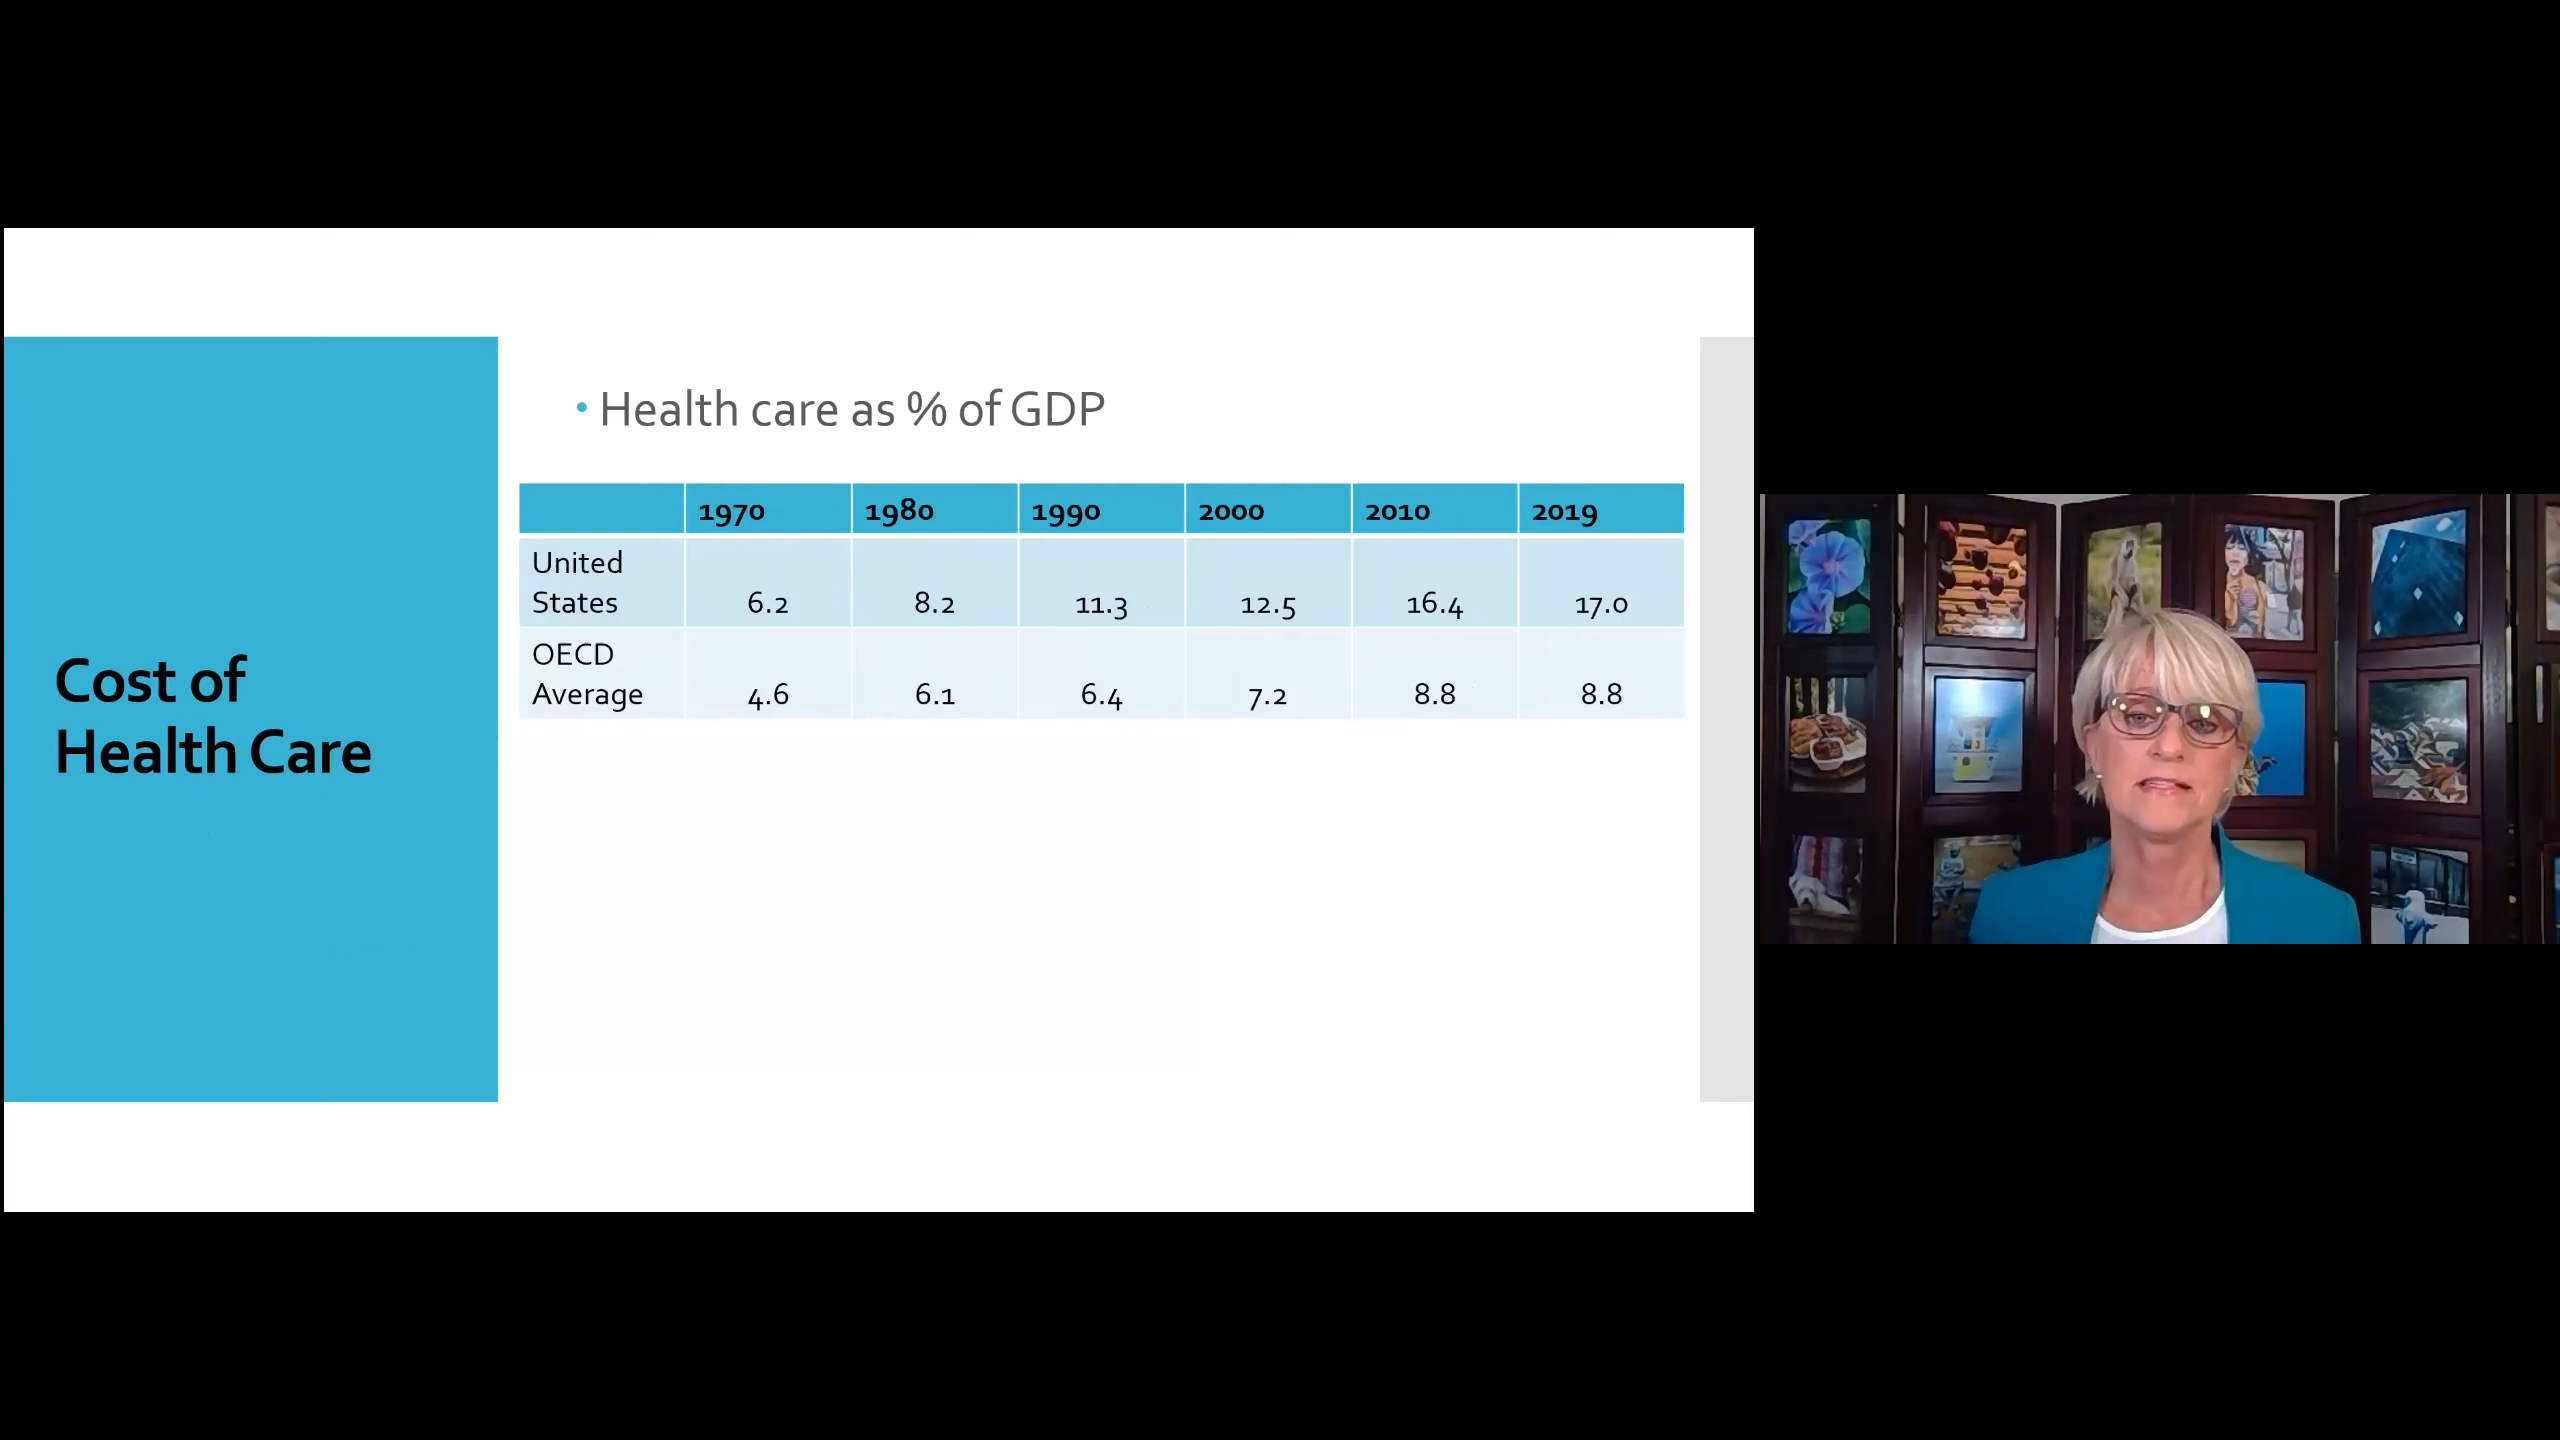 Cost of
Health Care
• Health care as % of GDP
1970 1980 1990 2000 2010 2019
United
States 6.2 8.2 11.3 12.5 16.4 17.0
OECD
Average 4.6 6.1 6.4 7.2 8.8 8.8